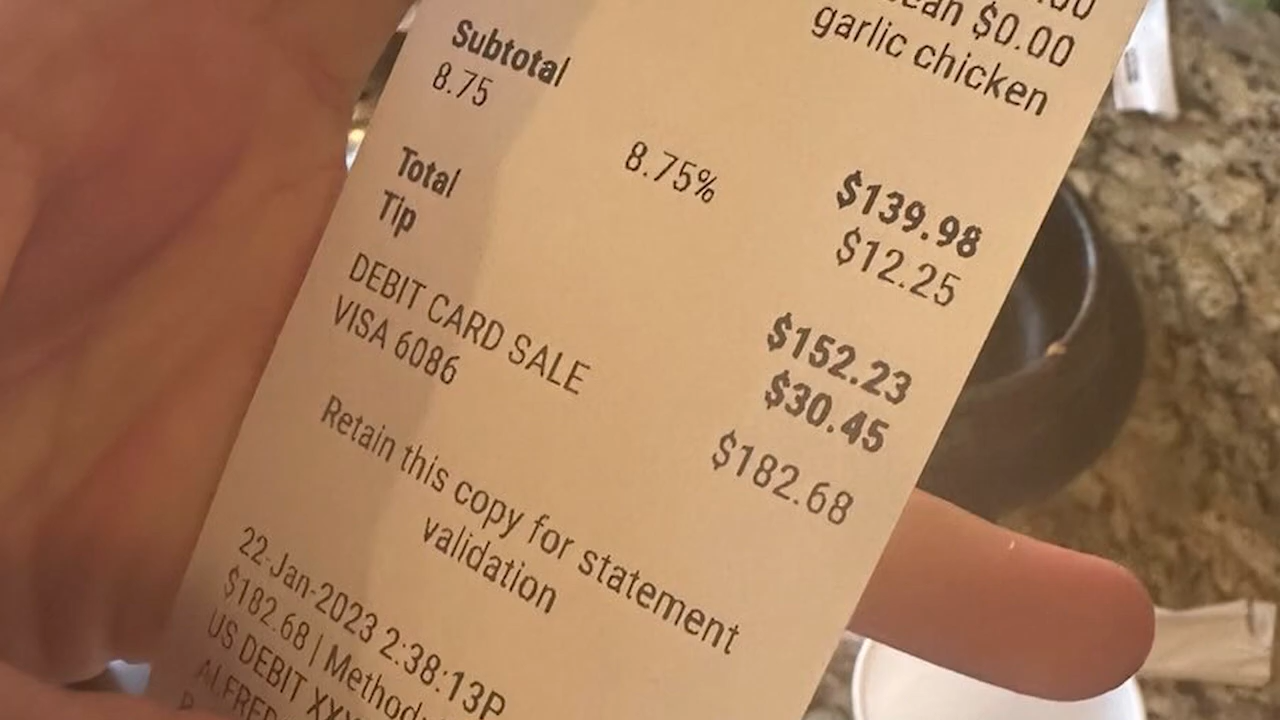 $0.00
garlic chicken
Subtotal $139.98
8.75 8.75% $12.25
Total $152.23
Tip $30.45
DEBIT CARD SALE $182.68
VISA 6086
Retain this copy for statement
validation
22-Jan-2023 2:38:13P
$182.68 | Method:
US DEBIT